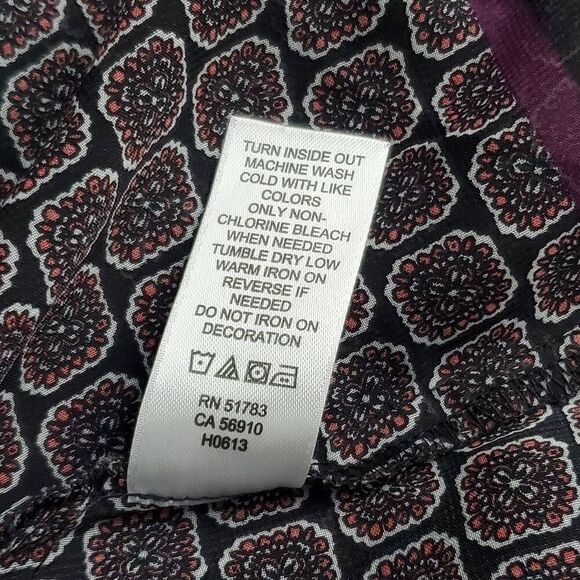 TURN INSIDE OUT
MACHINE WASH
COLD WITH LIKE
COLORS
ONLY NON-
CHLORINE BLEACH
WHEN NEEDED
TUMBLE DRY LOW
WARM IRON ON
REVERSE IF
NEEDED
DO NOT IRON ON
DECORATION
RN 51783
CA 56910
H0613